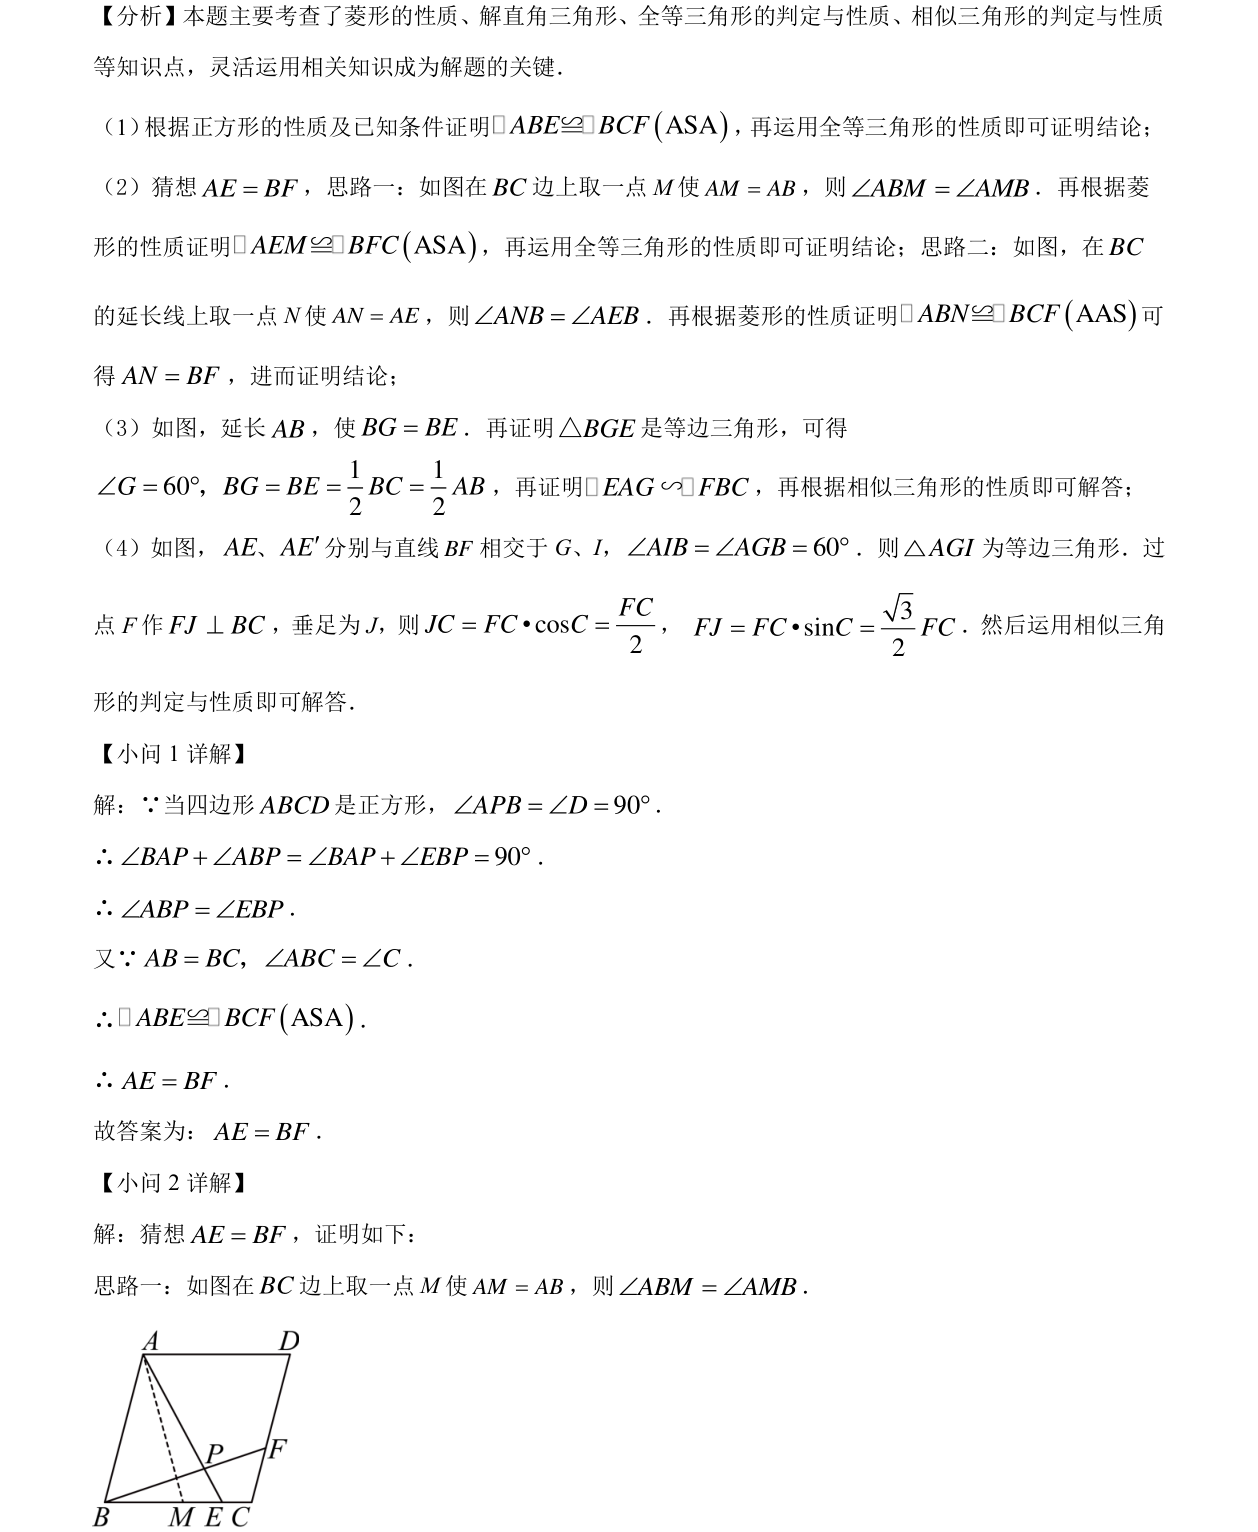 【分析】本题主要考查了菱形的性质、解直角三角形、全等三角形的判定与性质、相似三角形的判定与性质
等知识点，灵活运用相关知识成为解题的关键．
（1）根据正方形的性质及已知条件证明□ABE≌□BCF(ASA)，再运用全等三角形的性质即可证明结论；
（2）猜想AE=BF，思路一：如图在BC边上取一点M使AM=AB，则∠ABM=∠AMB．再根据菱
形的性质证明□AEM≌□BFC(ASA)，再运用全等三角形的性质即可证明结论；思路二：如图，在BC
的延长线上取一点N使AN=AE，则∠ANB=∠AEB．再根据菱形的性质证明□ABN≌□BCF(AAS)可
得AN=BF，进而证明结论；
（3）如图，延长AB，使BG=BE．再证明△BGE是等边三角形，可得
∠G=60°，BG=BE=1/2 BC=1/2 AB，再证明□EAG∽□FBC，再根据相似三角形的性质即可解答；
（4）如图，AE、AE′分别与直线BF相交于G、I，∠AIB=∠AGB=60°．则△AGI为等边三角形．过
点F作FJ⊥BC，垂足为J，则JC=FC•cosC=FC/2，FJ=FC•sinC=√3/2 FC．然后运用相似三角
形的判定与性质即可解答．
【小问1详解】
解：∵当四边形ABCD是正方形，∠APB=∠D=90°．
∴∠BAP+∠ABP=∠BAP+∠EBP=90°．
∴∠ABP=∠EBP．
又∵AB=BC，∠ABC=∠C．
∴□ABE≌□BCF(ASA)．
∴AE=BF．
故答案为：AE=BF．
【小问2详解】
解：猜想AE=BF，证明如下：
思路一：如图在BC边上取一点M使AM=AB，则∠ABM=∠AMB．
A D
P F
B M E C